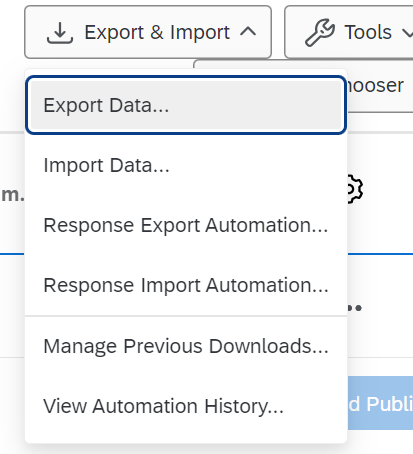 Export & Import
Tools
Export Data...
Import Data...
Response Export Automation...
Response Import Automation...
Manage Previous Downloads...
View Automation History...